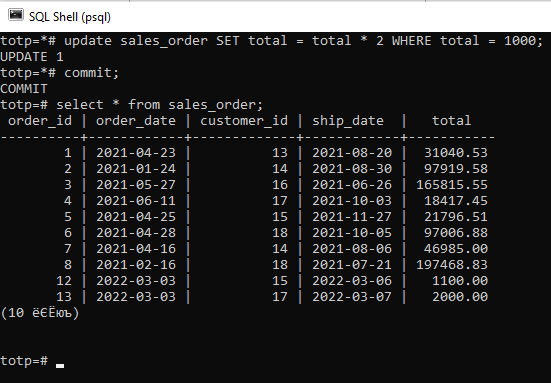 SQL Shell (psql)
totp=*# update sales_order SET total = total * 2 WHERE total = 1000;
UPDATE 1
totp=*# commit;
COMMIT
totp=# select * from sales_order;
 order_id | order_date | customer_id | ship_date  |   total
----------+------------+-------------+------------+-----------
        1 | 2021-04-23 |          13 | 2021-08-20 |  31040.53
        2 | 2021-01-24 |          14 | 2021-08-30 |  97919.58
        3 | 2021-05-27 |          16 | 2021-06-26 | 165815.55
        4 | 2021-06-11 |          17 | 2021-10-03 |  18417.45
        5 | 2021-04-25 |          15 | 2021-11-27 |  21796.51
        6 | 2021-04-28 |          18 | 2021-10-05 |  97006.88
        7 | 2021-04-16 |          14 | 2021-08-06 |  46985.00
        8 | 2021-02-16 |          18 | 2021-07-21 | 197468.83
       12 | 2022-03-03 |          15 | 2022-03-06 |   1100.00
       13 | 2022-03-03 |          17 | 2022-03-07 |   2000.00
(10 ёЄЁюъ)
totp=#